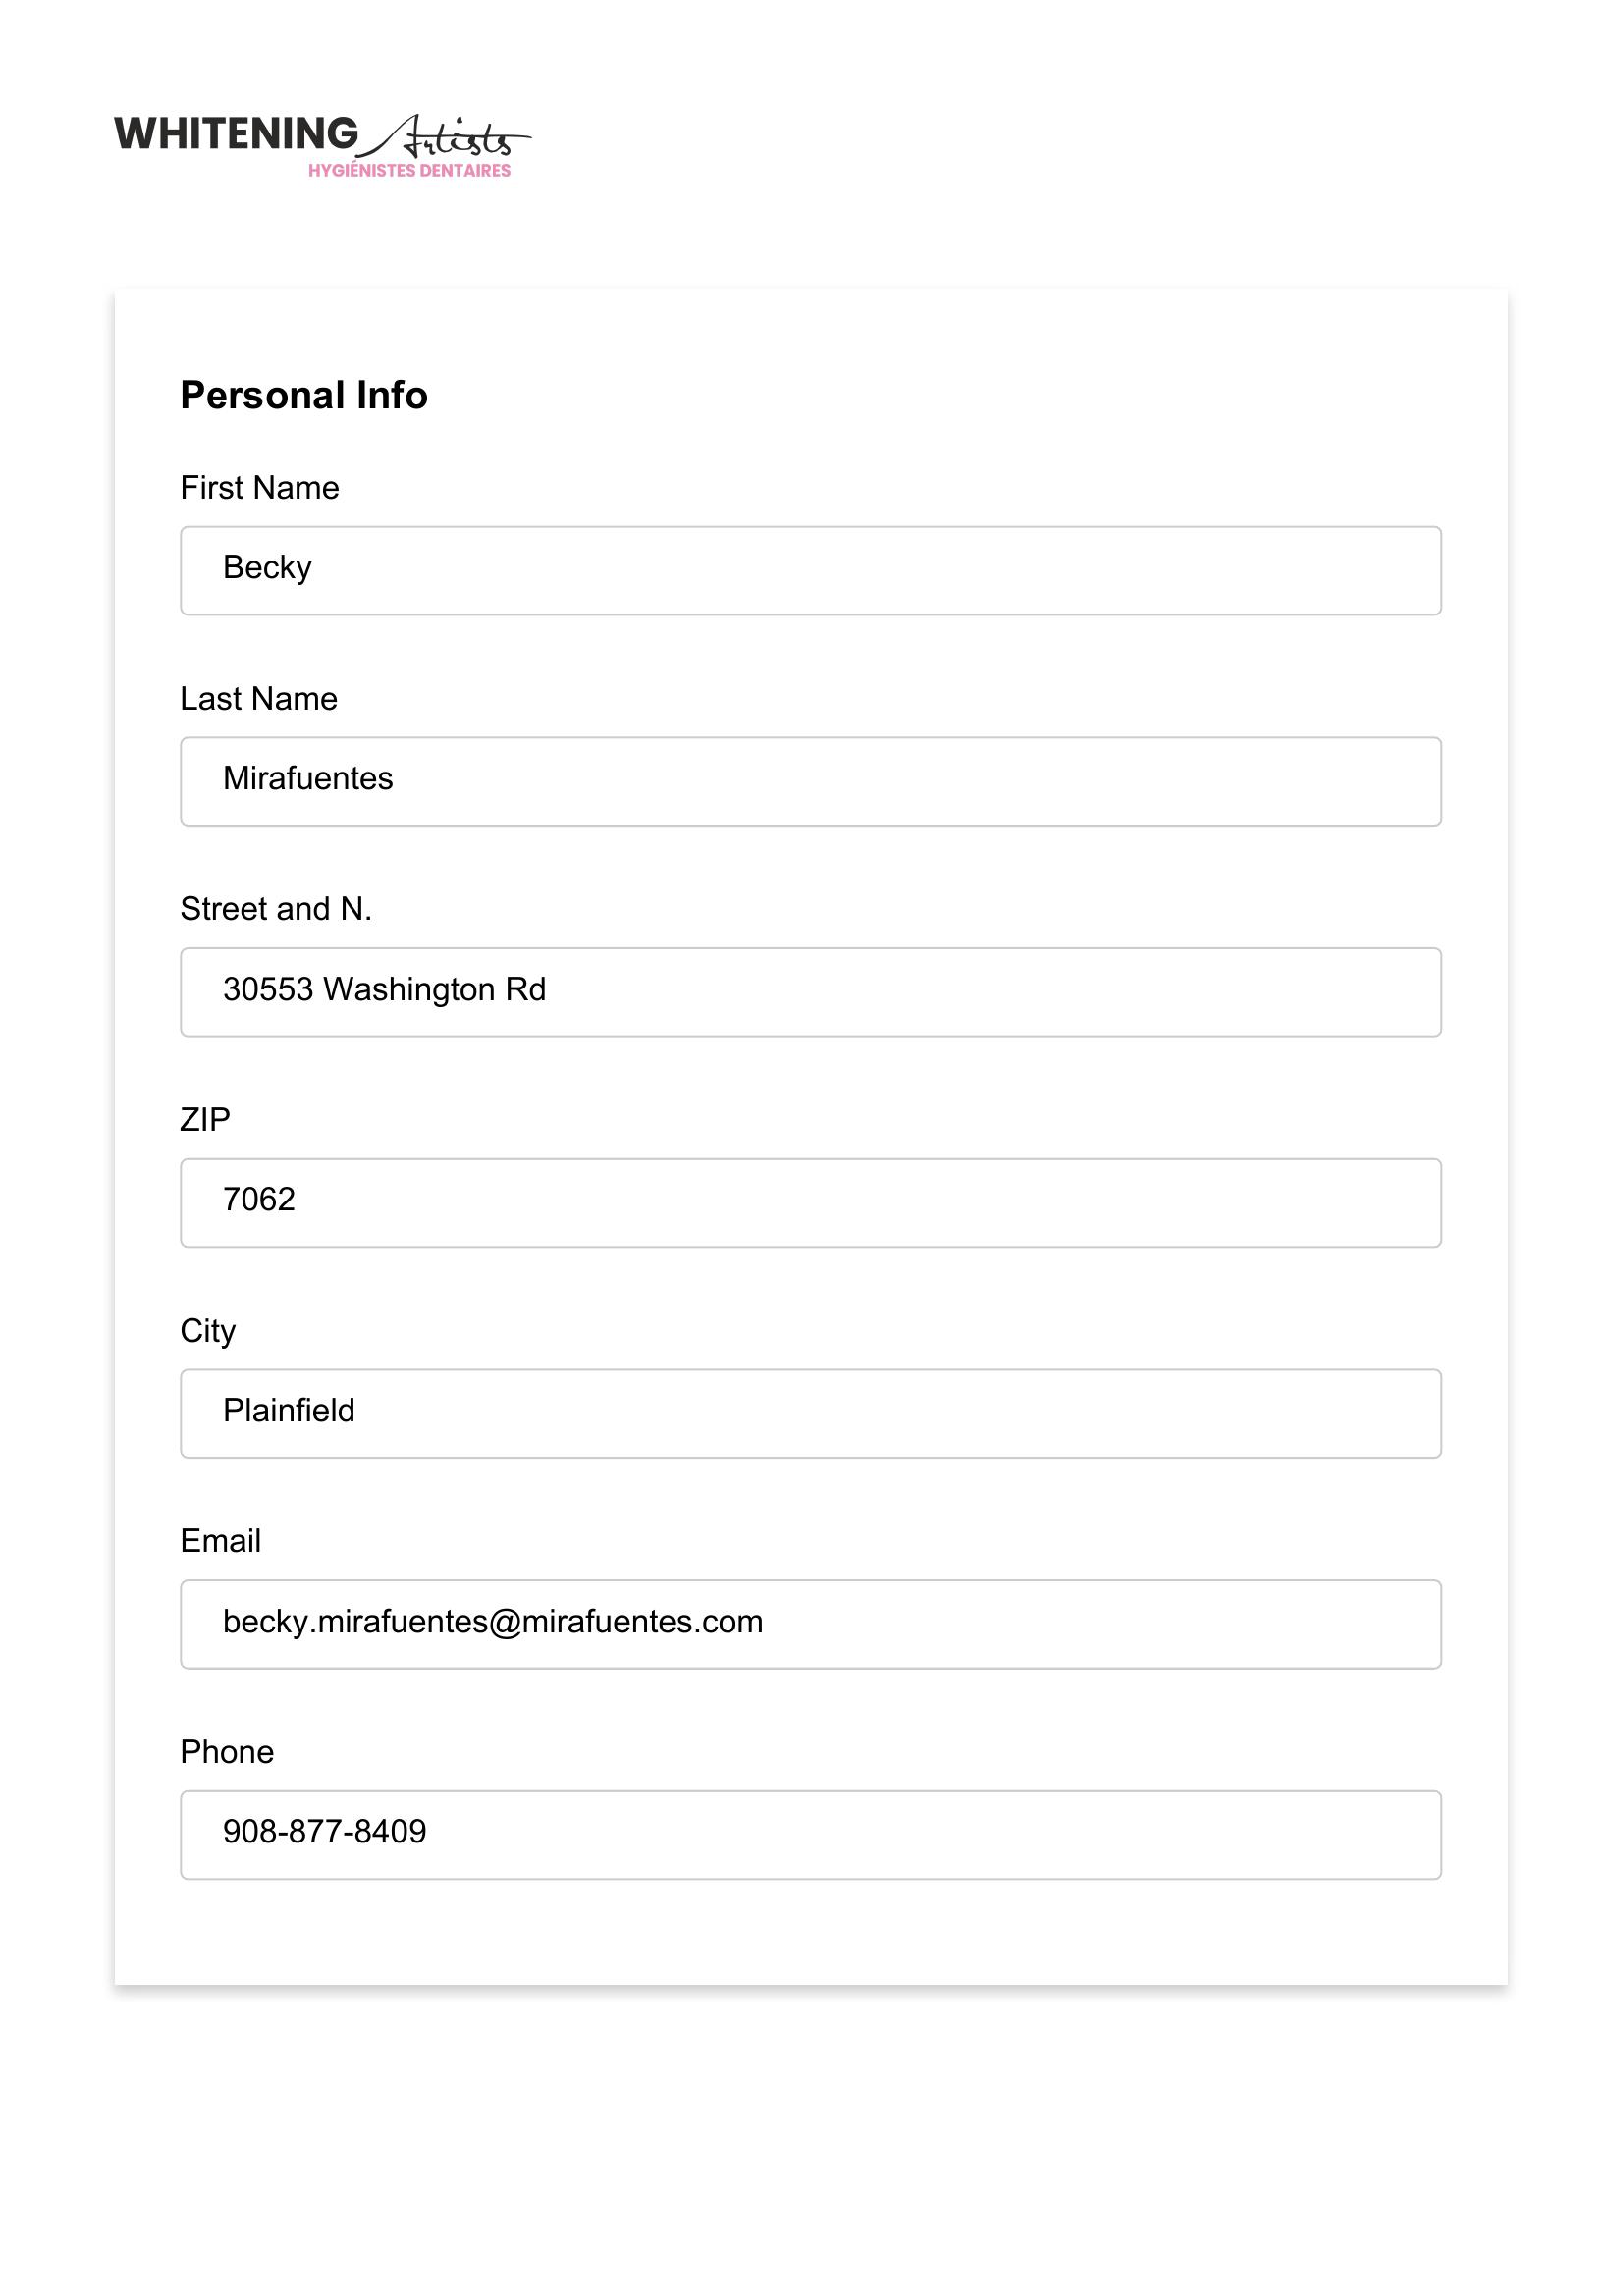 WHITENING Artists
HYGIÉNISTES DENTAIRES
Personal Info
First Name
Becky
Last Name
Mirafuentes
Street and N.
30553 Washington Rd
ZIP
7062
City
Plainfield
Email
becky.mirafuentes@mirafuentes.com
Phone
908-877-8409